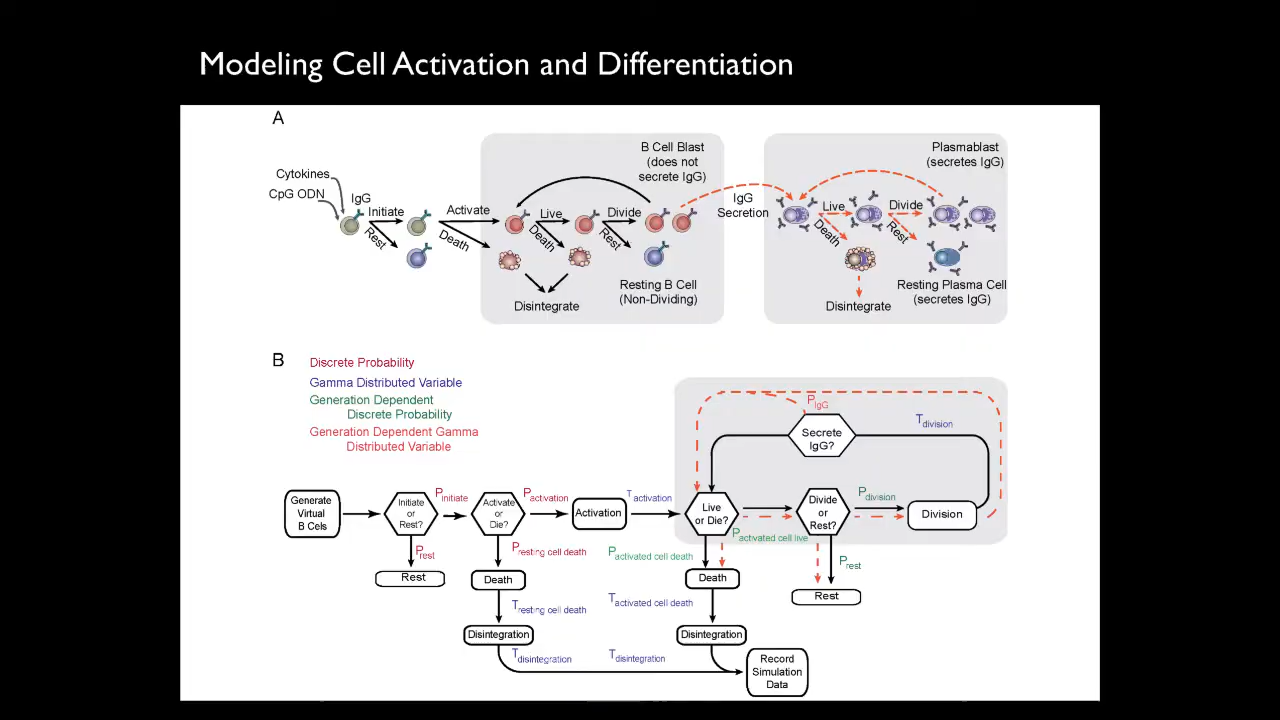 Modeling Cell Activation and Differentiation
A
Cytokines
CpG ODN
IgG
Initiate
Rest
Activate
Death
B Cell Blast
(does not
secrete IgG)
Live
Death
Divide
Rest
Disintegrate
Resting B Cell
(Non-Dividing)
IgG
Secretion
Plasmablast
(secretes IgG)
Live
Death
Divide
Rest
Disintegrate
Resting Plasma Cell
(secretes IgG)
B
Discrete Probability
Gamma Distributed Variable
Generation Dependent
Discrete Probability
Generation Dependent Gamma
Distributed Variable
PIgG
Secrete
IgG?
Tdivision
Generate
Virtual
B Cels
Initiate
or
Rest?
Pinitiate
Activate
or
Die?
Pactivation
Activation
Tactivation
Live
or Die?
Divide
or
Rest?
Pdivision
Division
Pactivated cell live
Prest
Rest
Presting cell death
Death
Pactivated cell death
Death
Prest
Rest
Tresting cell death
Disintegration
Tactivated cell death
Disintegration
Tdisintegration
Tdisintegration
Record
Simulation
Data